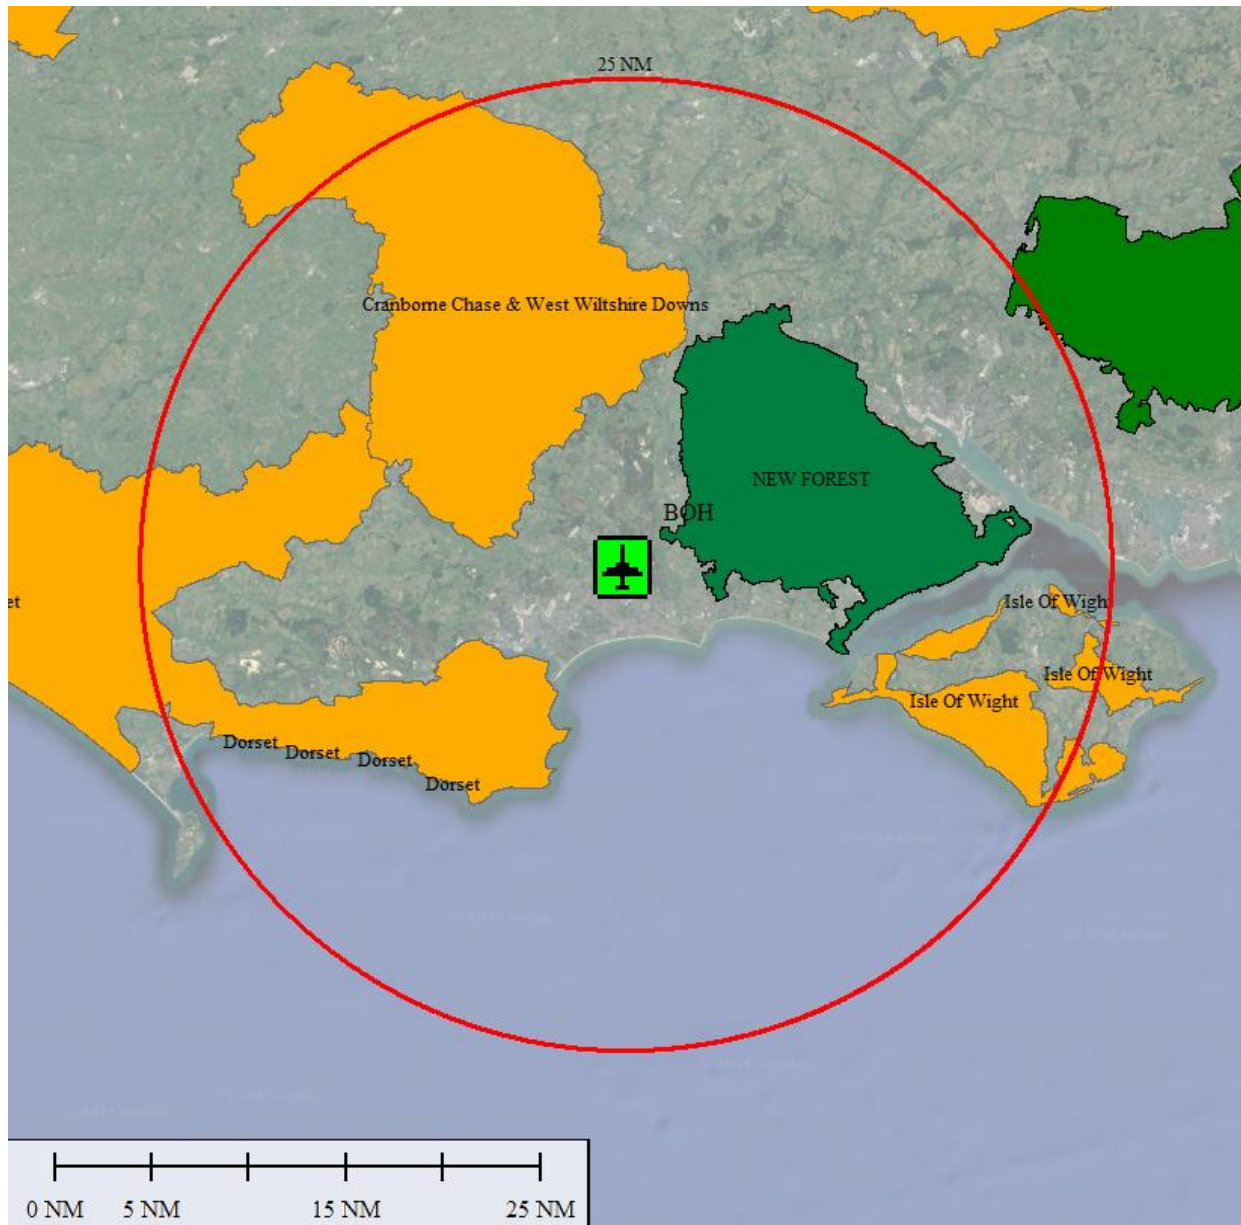 25 NM
Cranborne Chase & West Wiltshire Downs
NEW FOREST
BOH
et
Isle Of Wight
Isle Of Wight
Isle Of Wight
Dorset
Dorset
Dorset
Dorset
0 NM 5 NM 15 NM 25 NM